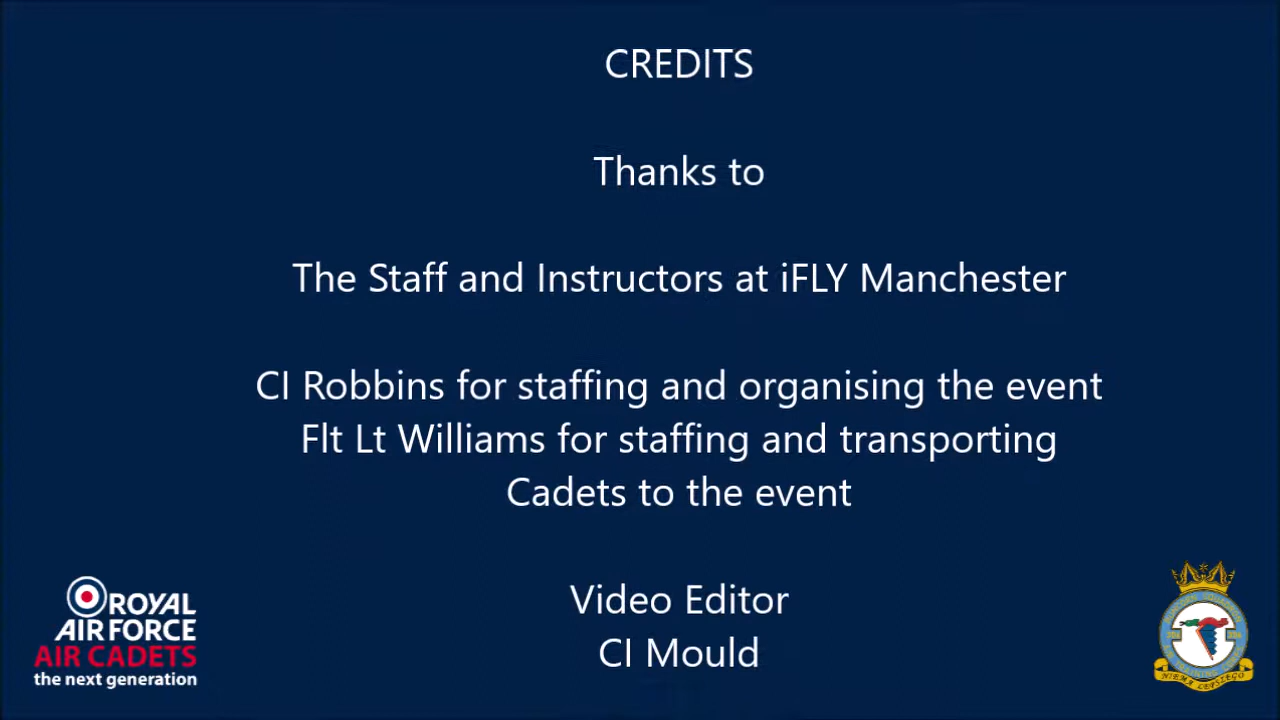 CREDITS
Thanks to
The Staff and Instructors at iFLY Manchester
CI Robbins for staffing and organising the event
Flt Lt Williams for staffing and transporting
Cadets to the event
Video Editor
CI Mould
ROYAL
AIR FORCE
AIR CADETS
the next generation